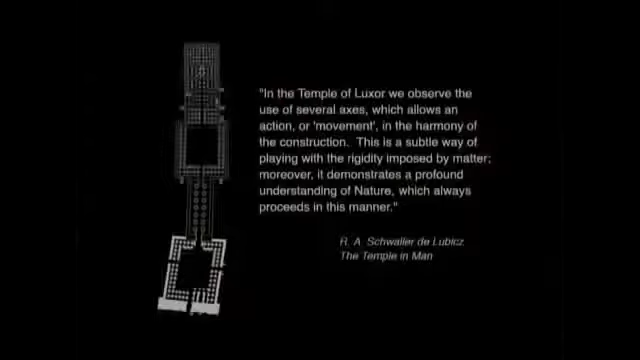 "In the Temple of Luxor we observe the
use of several axes, which allows an
action, or 'movement', in the harmony of
the construction.  This is a subtle way of
playing with the rigidity imposed by matter;
moreover, it demonstrates a profound
understanding of Nature, which always
proceeds in this manner."
R. A. Schwaller de Lubicz
The Temple in Man